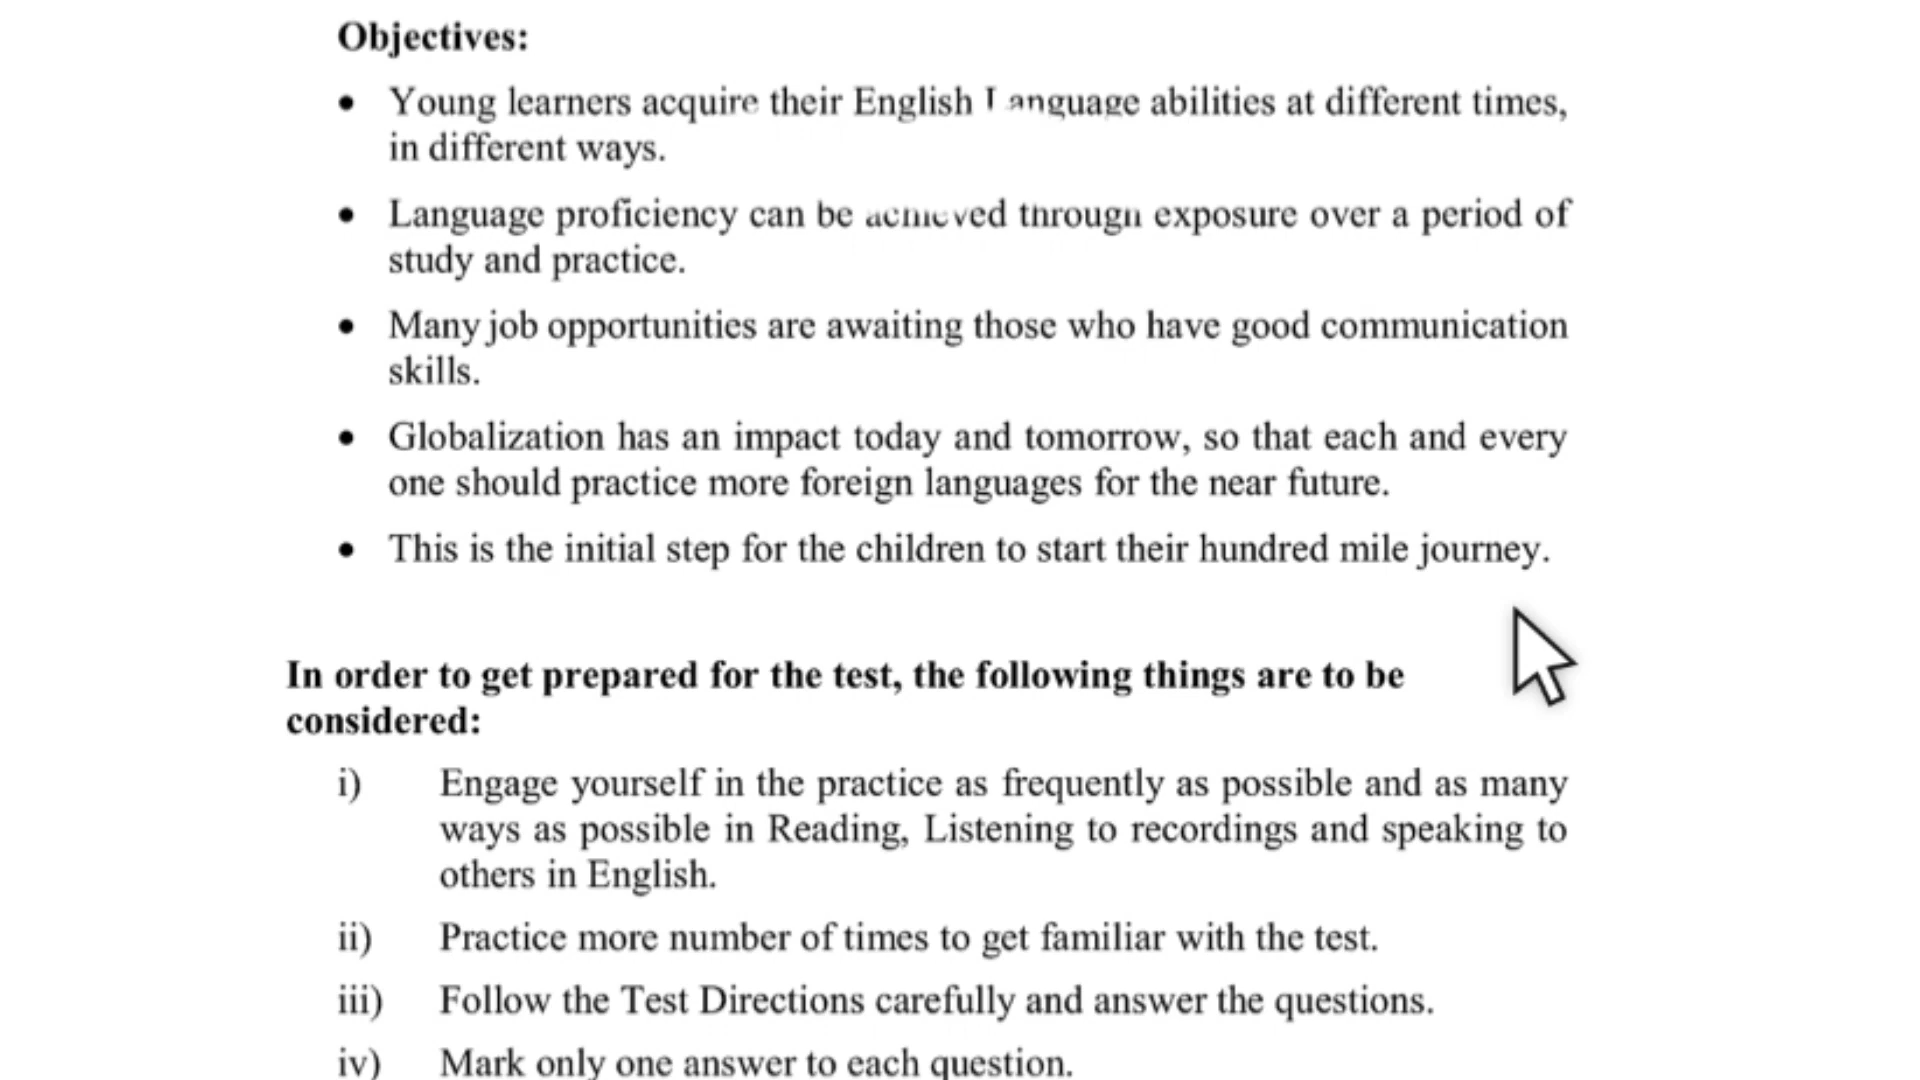 Objectives:
• Young learners acquire their English Language abilities at different times,
in different ways.
• Language proficiency can be achieved through exposure over a period of
study and practice.
• Many job opportunities are awaiting those who have good communication
skills.
• Globalization has an impact today and tomorrow, so that each and every
one should practice more foreign languages for the near future.
• This is the initial step for the children to start their hundred mile journey.
In order to get prepared for the test, the following things are to be
considered:
i) Engage yourself in the practice as frequently as possible and as many
ways as possible in Reading, Listening to recordings and speaking to
others in English.
ii) Practice more number of times to get familiar with the test.
iii) Follow the Test Directions carefully and answer the questions.
iv) Mark only one answer to each question.